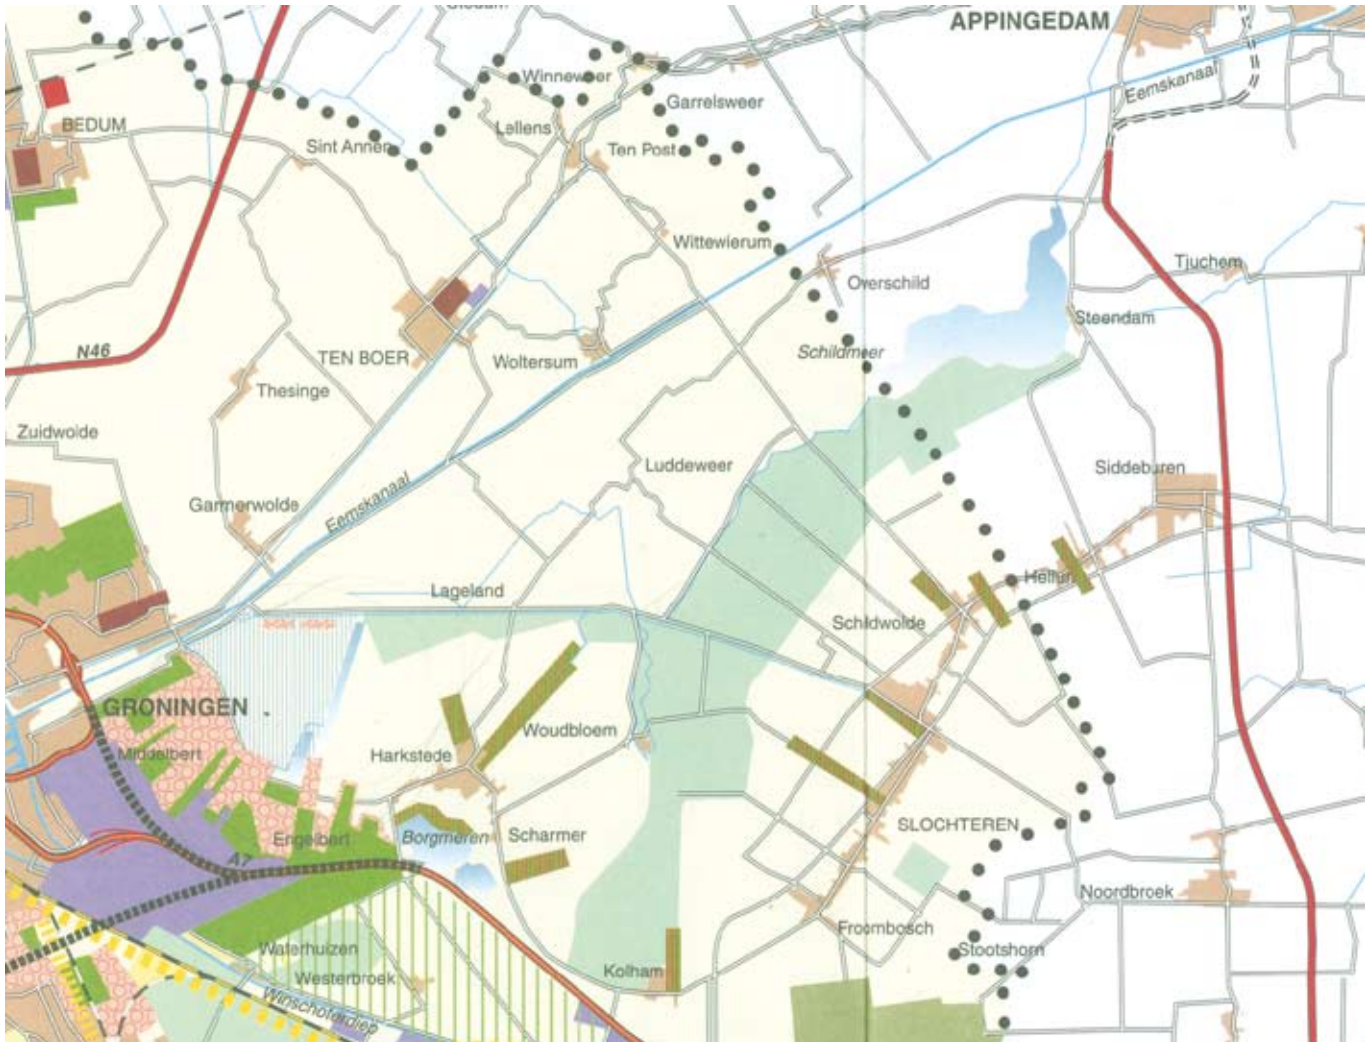 APPINGEDAM
Eemskanaal
Winneweer
Garrelsweer
BEDUM
Lellens
Sint Annen
Ten Post
Wittewierum
Overschild
Tjuchem
Steendam
N46
TEN BOER
Woltersum
Schildmeer
Thesinge
Zuidwolde
Luddeweer
Siddeburen
Garmerwolde
Eemskanaal
Lageland
Schildwolde
GRONINGEN
Woudbloem
Middelbert
Harkstede
Engelbert
Borgmeren
Scharmer
SLOCHTEREN
A7
Noordbroek
Froombosch
Waterhuizen
Stootshorn
Westerbroek
Kolham
Winschoterdiep